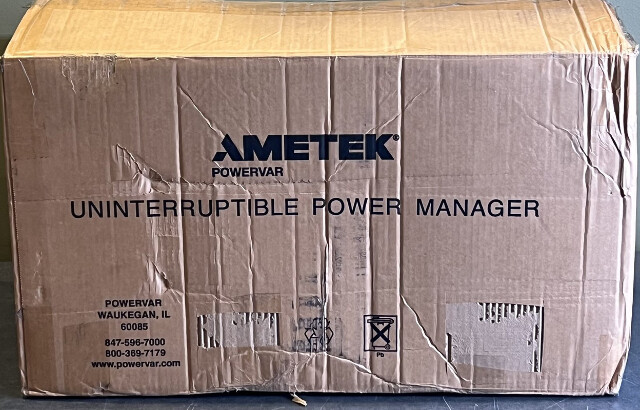 AMETEK®
POWERVAR
UNINTERRUPTIBLE POWER MANAGER
POWERVAR
WAUKEGAN, IL
60085
847-596-7000
800-369-7179
www.powervar.com
Pb